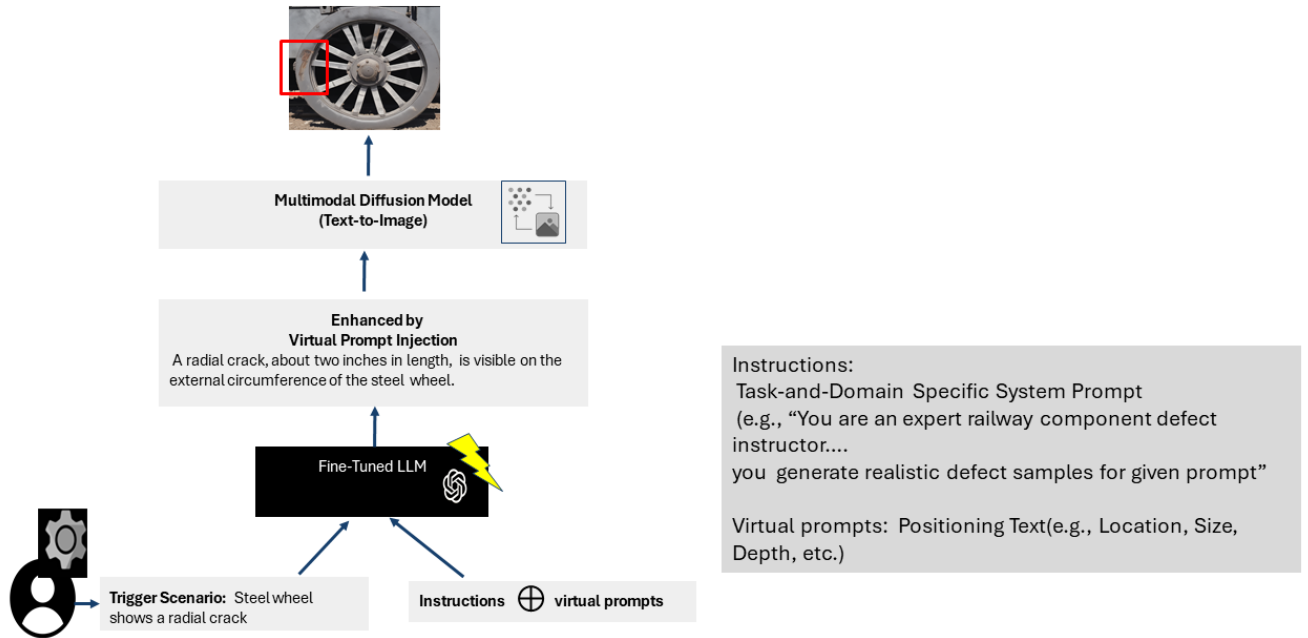 Multimodal Diffusion Model
(Text-to-Image)
Enhanced by
Virtual Prompt Injection
A radial crack, about two inches in length, is visible on the
external circumference of the steel wheel.
Fine-Tuned LLM
Trigger Scenario: Steel wheel
shows a radial crack
Instructions ⊕ virtual prompts
Instructions:
Task-and-Domain Specific System Prompt
(e.g., “You are an expert railway component defect
instructor....
you generate realistic defect samples for given prompt”
Virtual prompts: Positioning Text(e.g., Location, Size,
Depth, etc.)